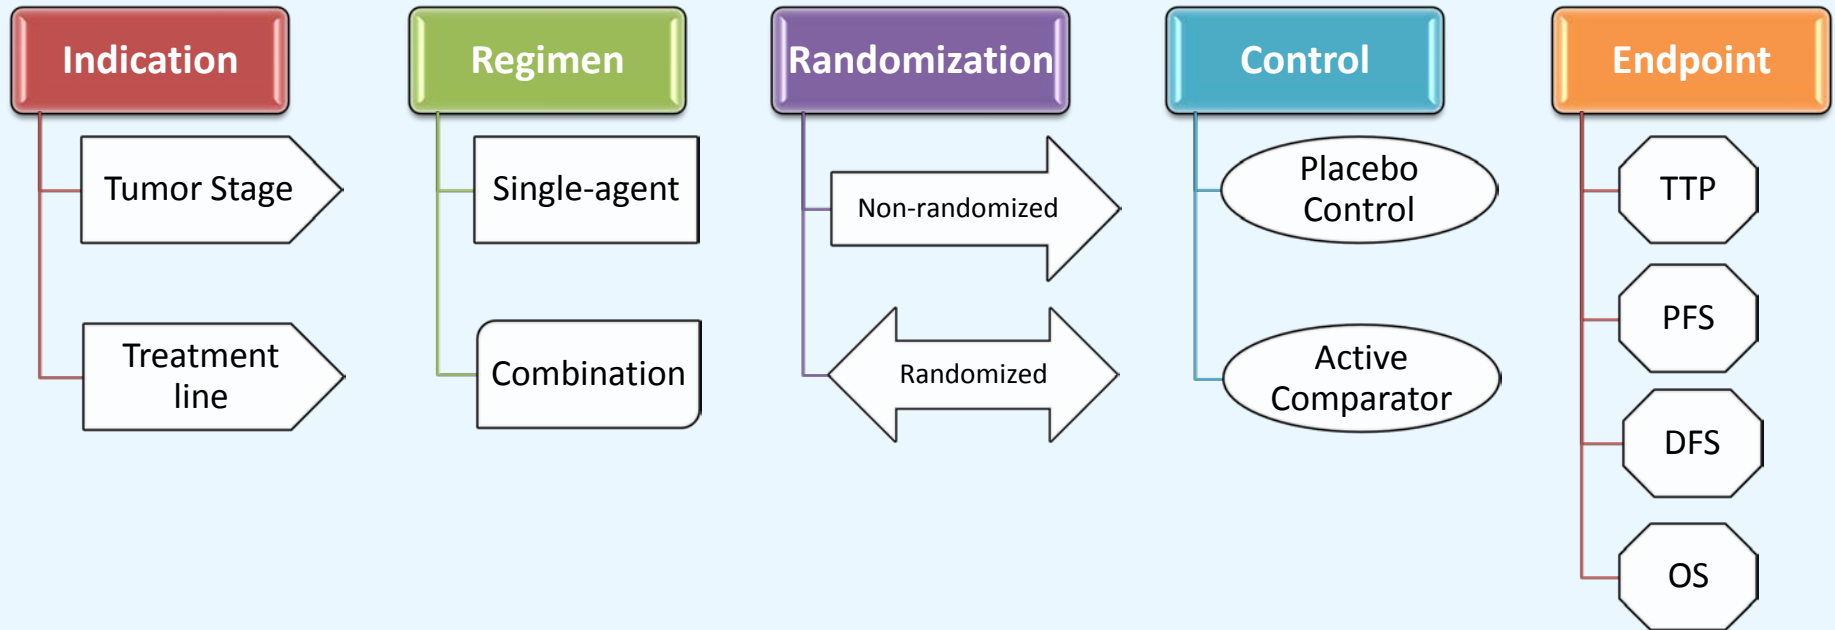 Indication
Tumor Stage
Treatment
line
Regimen
Single-agent
Combination
Randomization
Non-randomized
Randomized
Control
Placebo
Control
Active
Comparator
Endpoint
TTP
PFS
DFS
OS